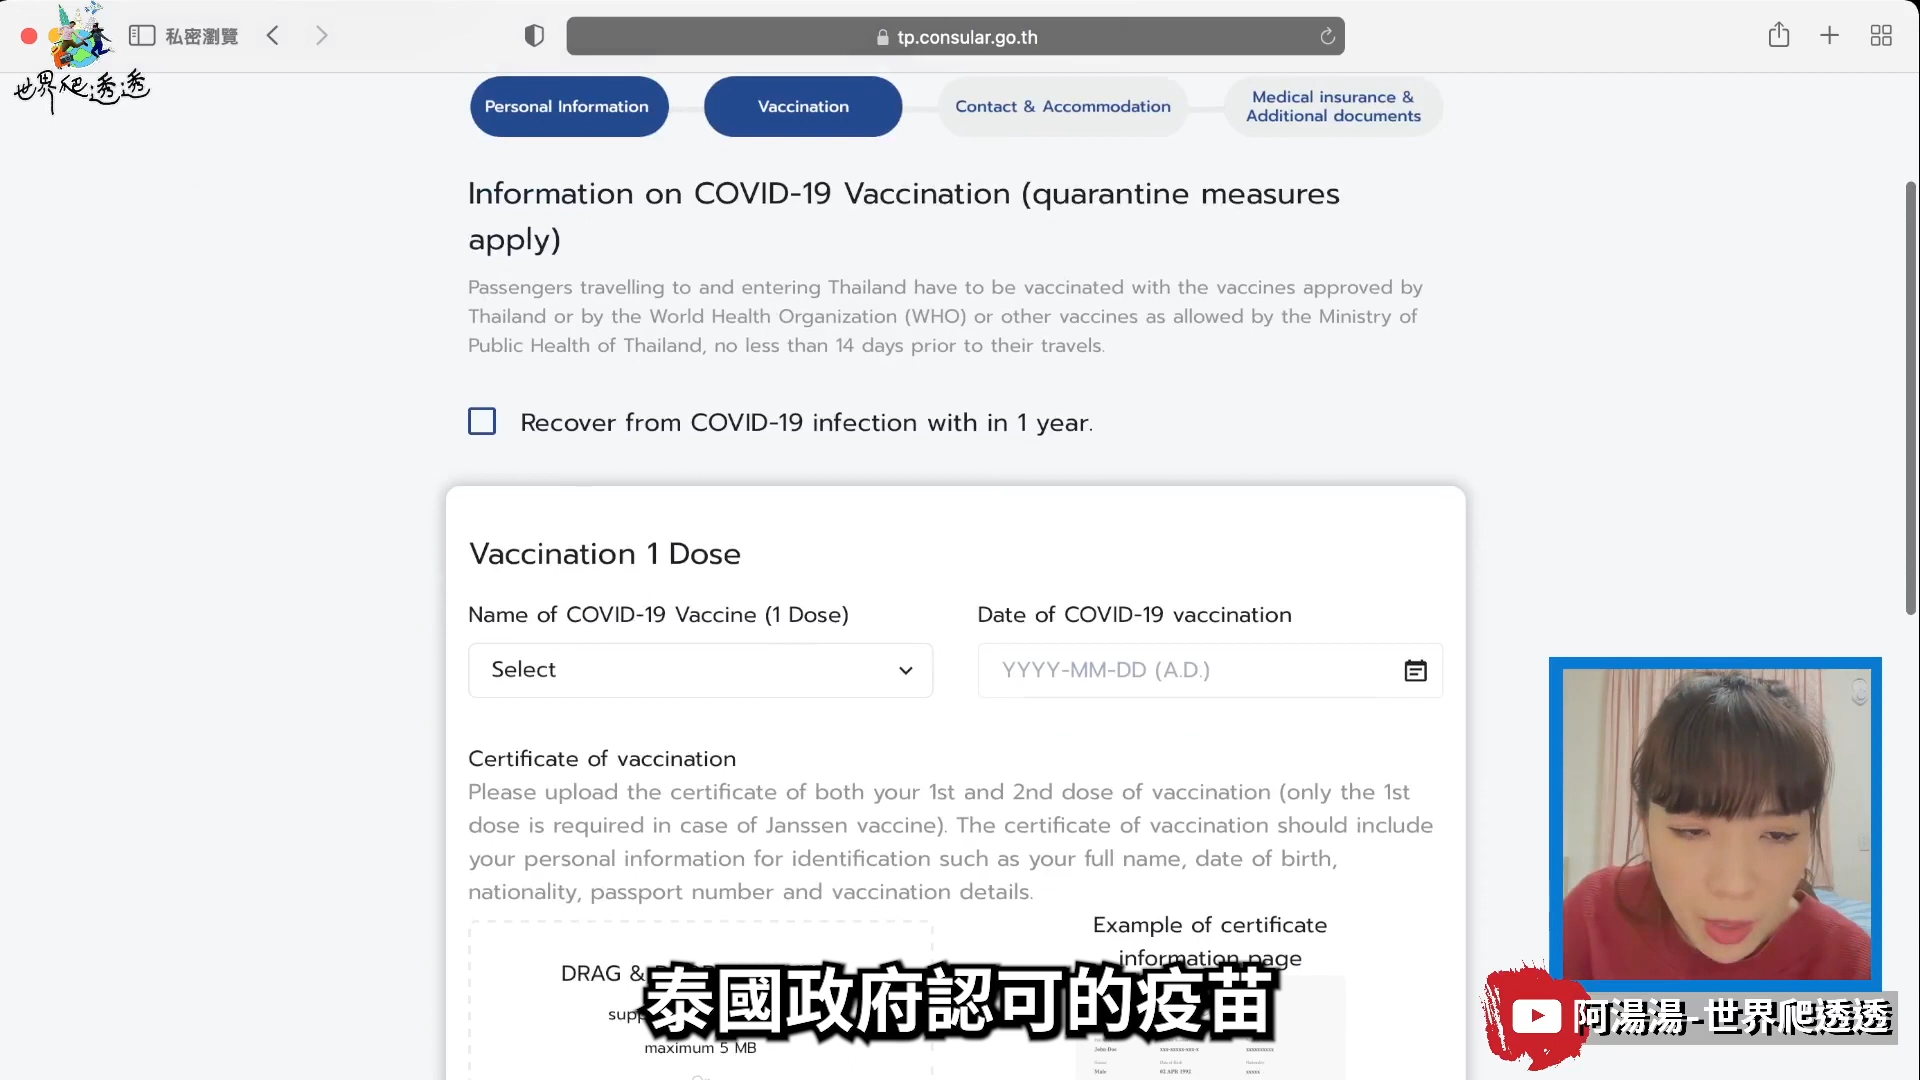 私密瀏覽
tp.consular.go.th
世界爬透透
Personal Information
Vaccination
Contact & Accommodation
Medical insurance &
Additional documents
Information on COVID-19 Vaccination (quarantine measures
apply)
Passengers travelling to and entering Thailand have to be vaccinated with the vaccines approved by
Thailand or by the World Health Organization (WHO) or other vaccines as allowed by the Ministry of
Public Health of Thailand, no less than 14 days prior to their travels.
Recover from COVID-19 infection with in 1 year.
Vaccination 1 Dose
Name of COVID-19 Vaccine (1 Dose)
Date of COVID-19 vaccination
Select
YYYY-MM-DD (A.D.)
Certificate of vaccination
Please upload the certificate of both your 1st and 2nd dose of vaccination (only the 1st
dose is required in case of Janssen vaccine). The certificate of vaccination should include
your personal information for identification such as your full name, date of birth,
nationality, passport number and vaccination details.
Example of certificate
information page
DRAG &
maximum 5 MB
John Doe
Male
02 APR 1992
泰國政府認可的疫苗
阿湯湯-世界爬透透